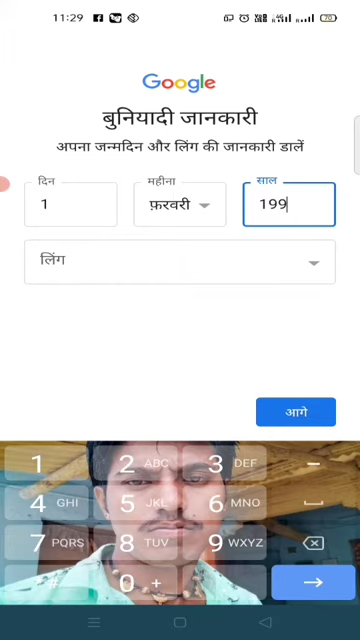 11:29 70
Google
बुनियादी जानकारी
अपना जन्मदिन और लिंग की जानकारी डालें
दिन महीना साल
1 फ़रवरी 199
लिंग
आगे
1 2 ABC 3 DEF –
4 GHI 5 JKL 6 MNO
7 PQRS 8 TUV 9 WXYZ
* # 0 +